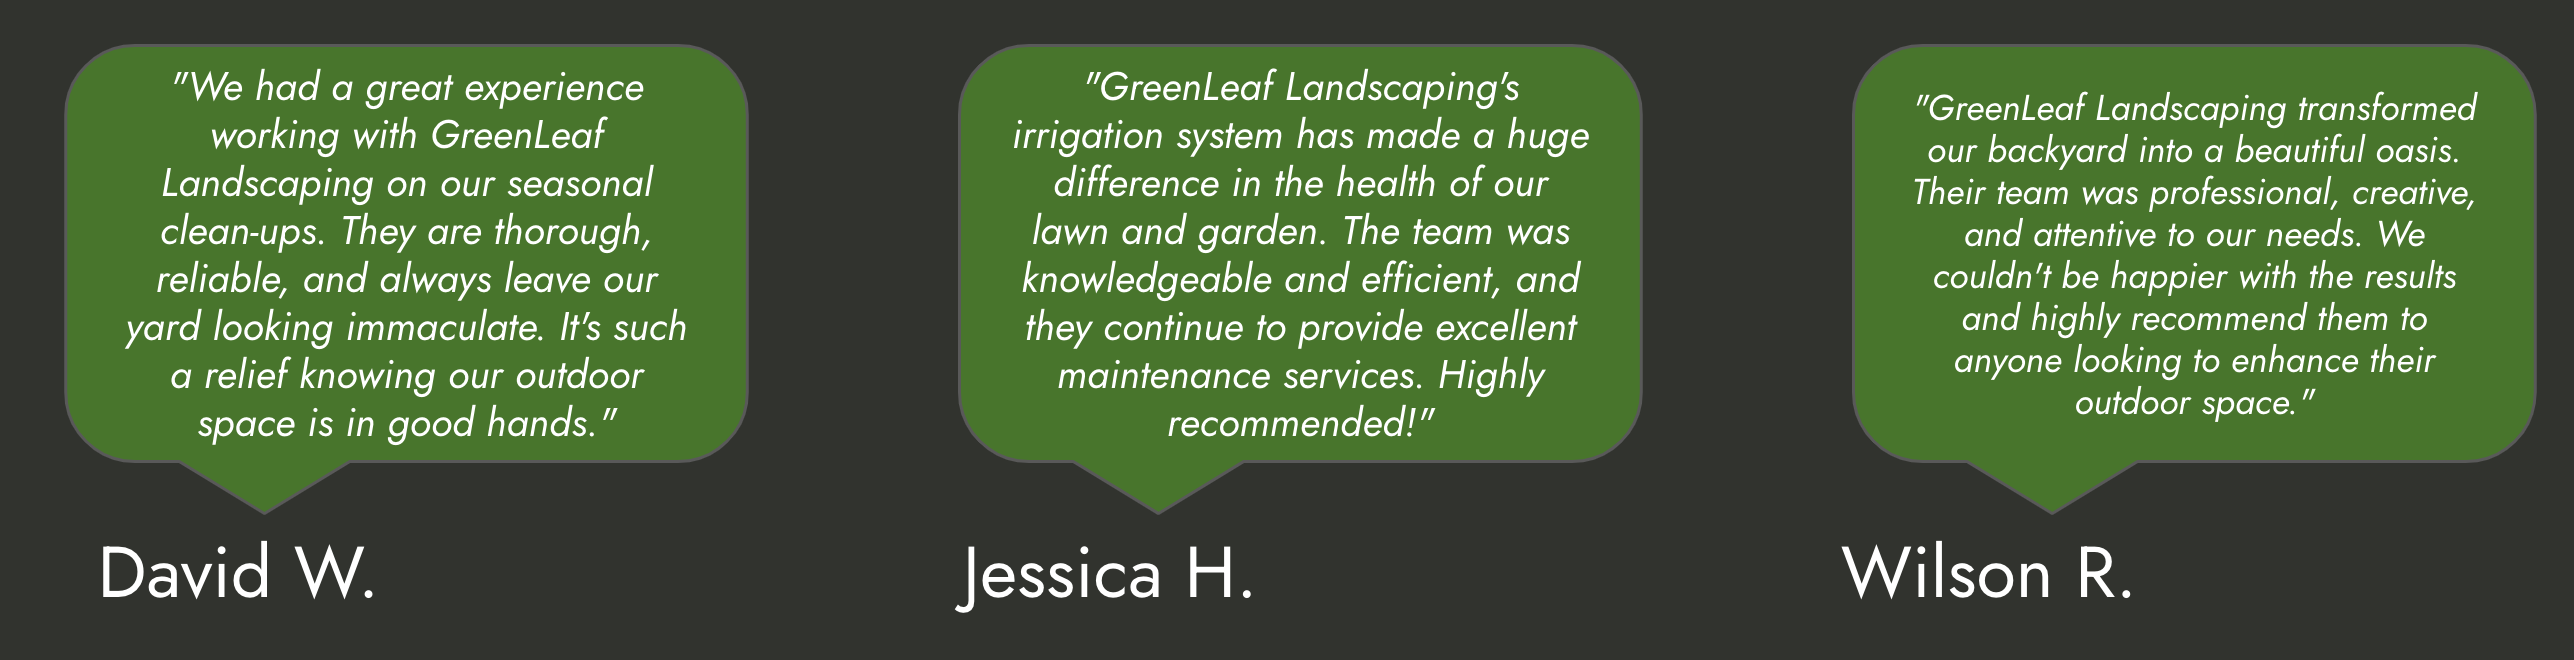 "We had a great experience
working with GreenLeaf
Landscaping on our seasonal
clean-ups. They are thorough,
reliable, and always leave our
yard looking immaculate. It's such
a relief knowing our outdoor
space is in good hands."
David W.
"GreenLeaf Landscaping's
irrigation system has made a huge
difference in the health of our
lawn and garden. The team was
knowledgeable and efficient, and
they continue to provide excellent
maintenance services. Highly
recommended!"
Jessica H.
"GreenLeaf Landscaping transformed
our backyard into a beautiful oasis.
Their team was professional, creative,
and attentive to our needs. We
couldn't be happier with the results
and highly recommend them to
anyone looking to enhance their
outdoor space."
Wilson R.